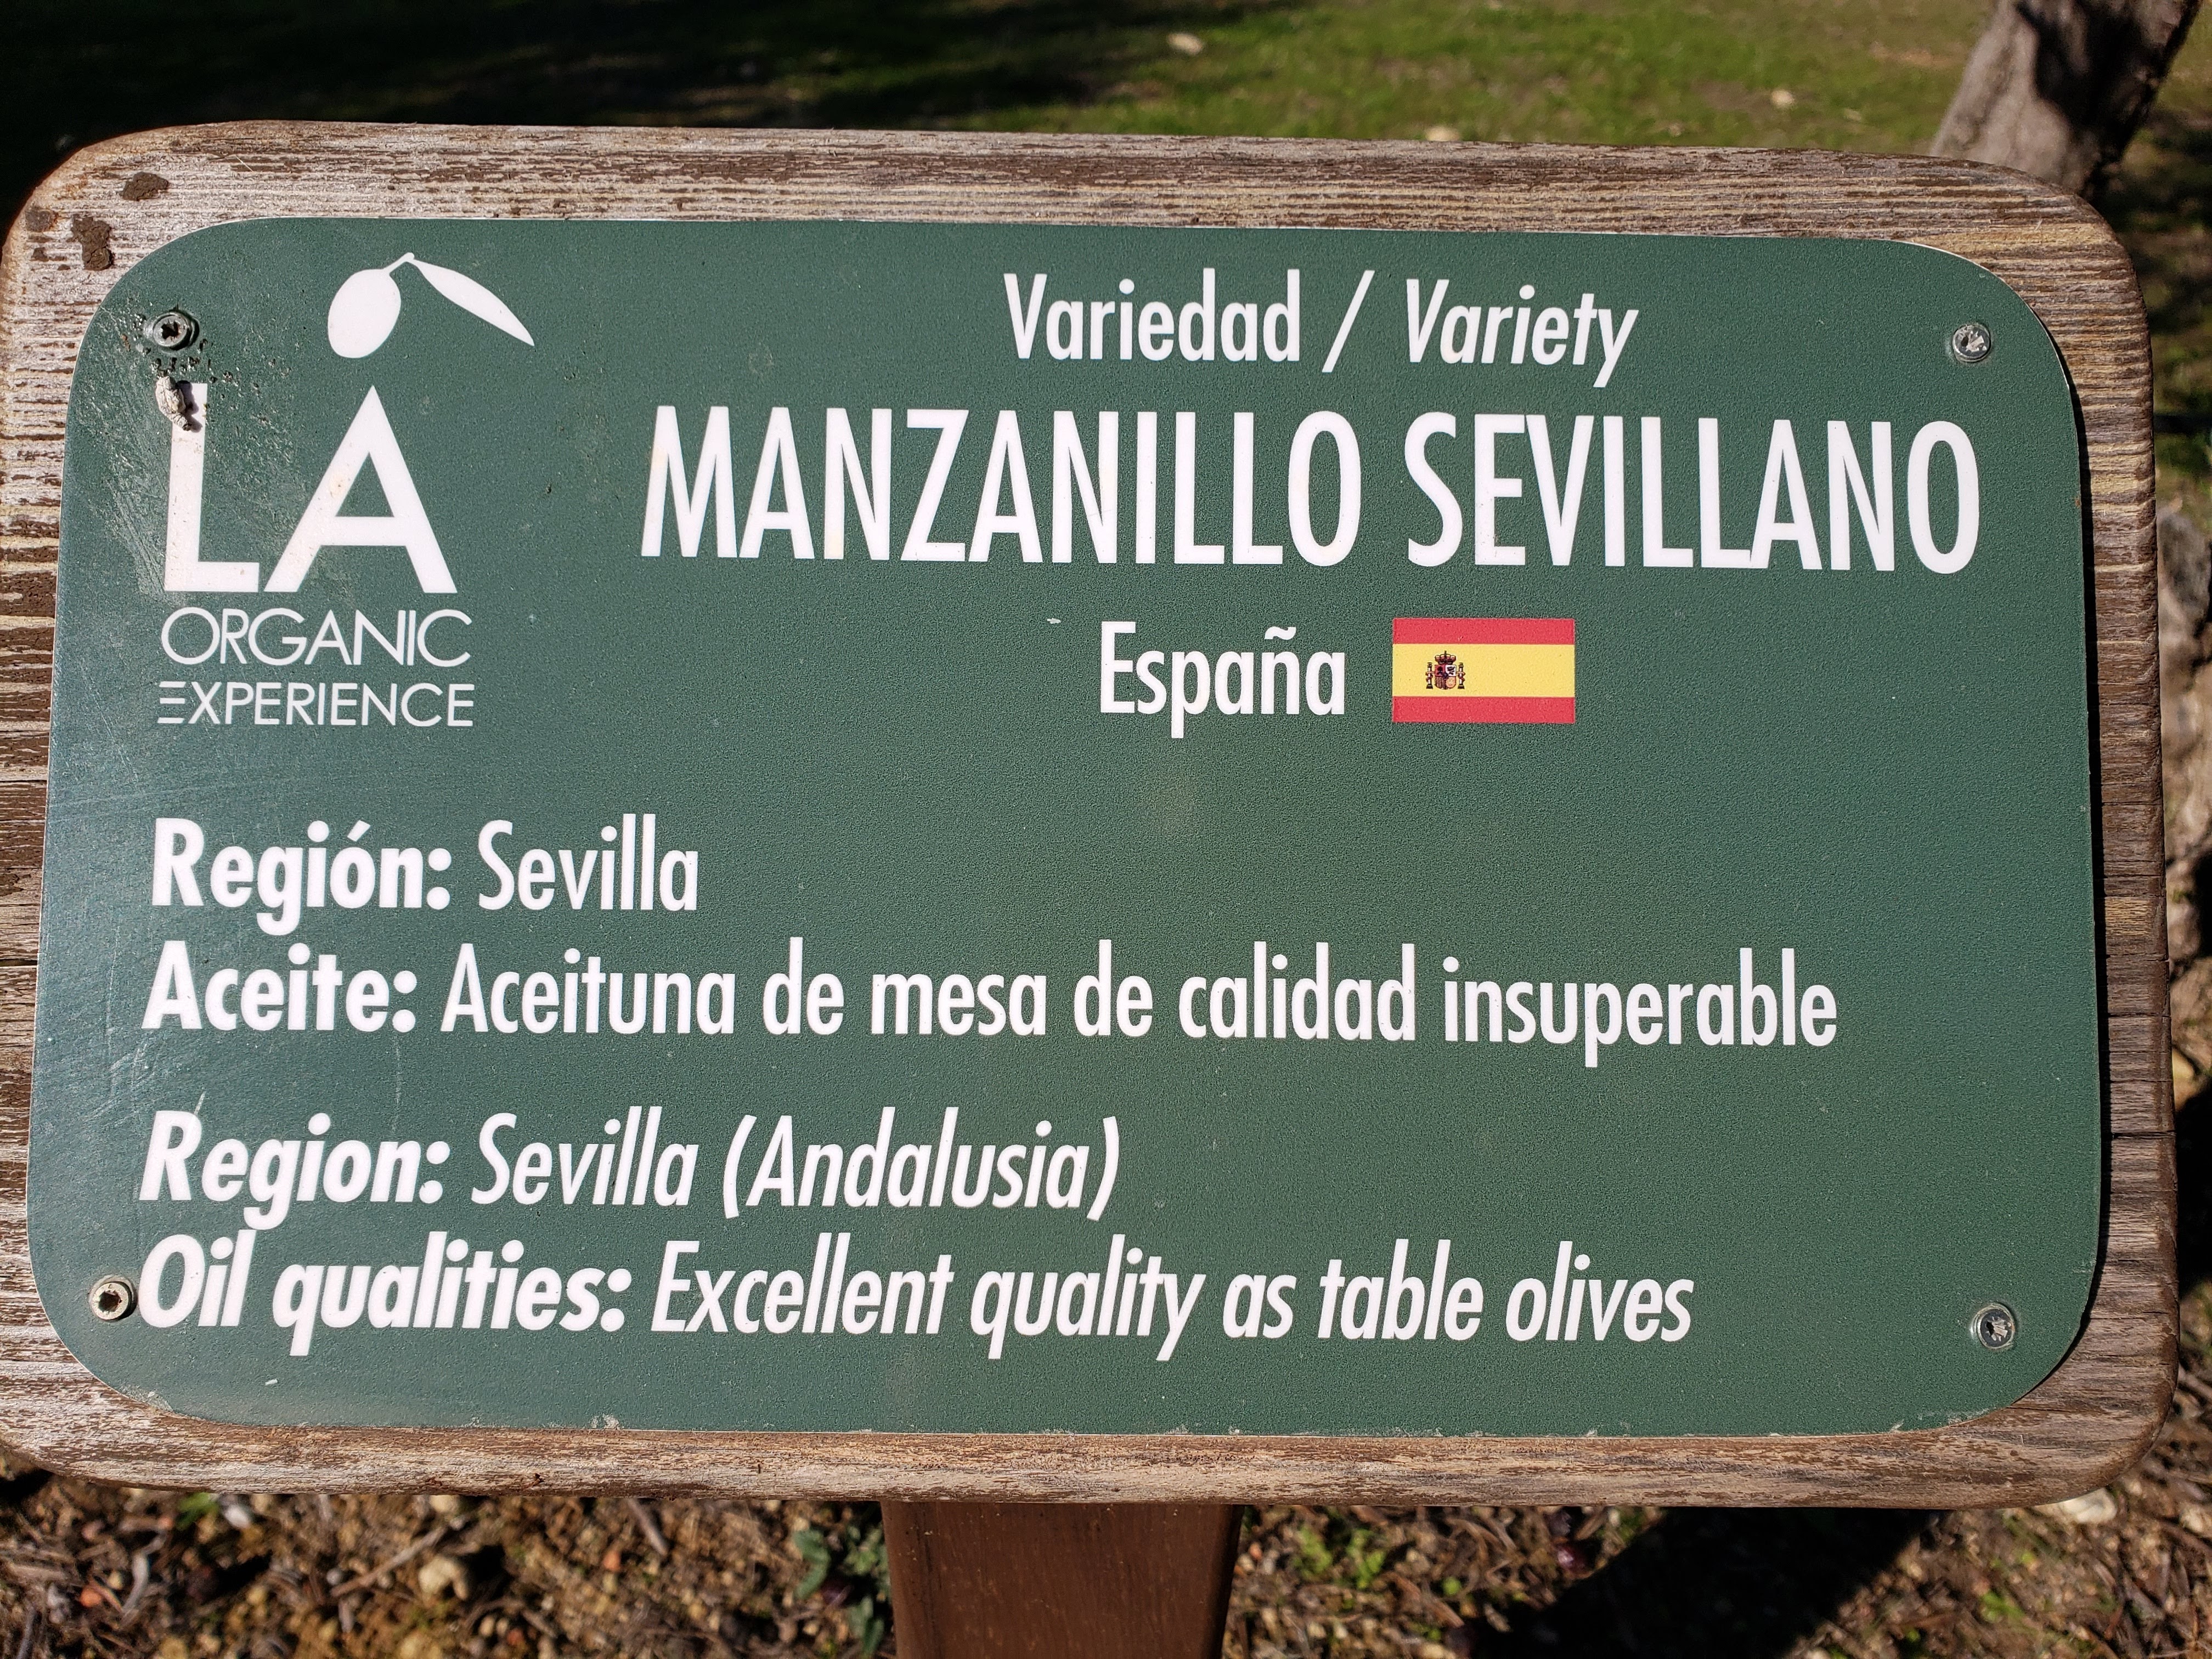 LA
ORGANIC
EXPERIENCE
Variedad / Variety
MANZANILLO SEVILLANO
España
Región: Sevilla
Aceite: Aceituna de mesa de calidad insuperable
Region: Sevilla (Andalusia)
Oil qualities: Excellent quality as table olives